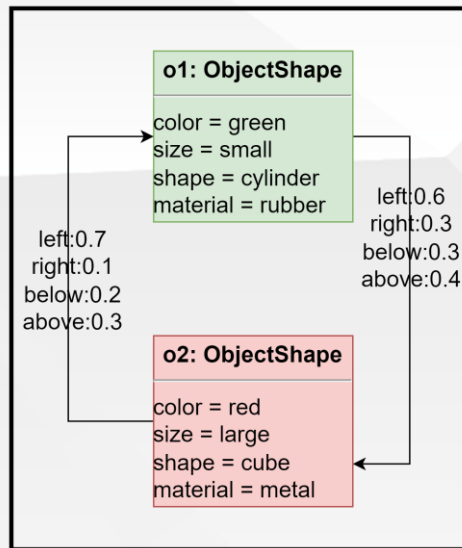 o1: ObjectShape
color = green
size = small
shape = cylinder
material = rubber
left:0.7
right:0.1
below:0.2
above:0.3
left:0.6
right:0.3
below:0.3
above:0.4
o2: ObjectShape
color = red
size = large
shape = cube
material = metal